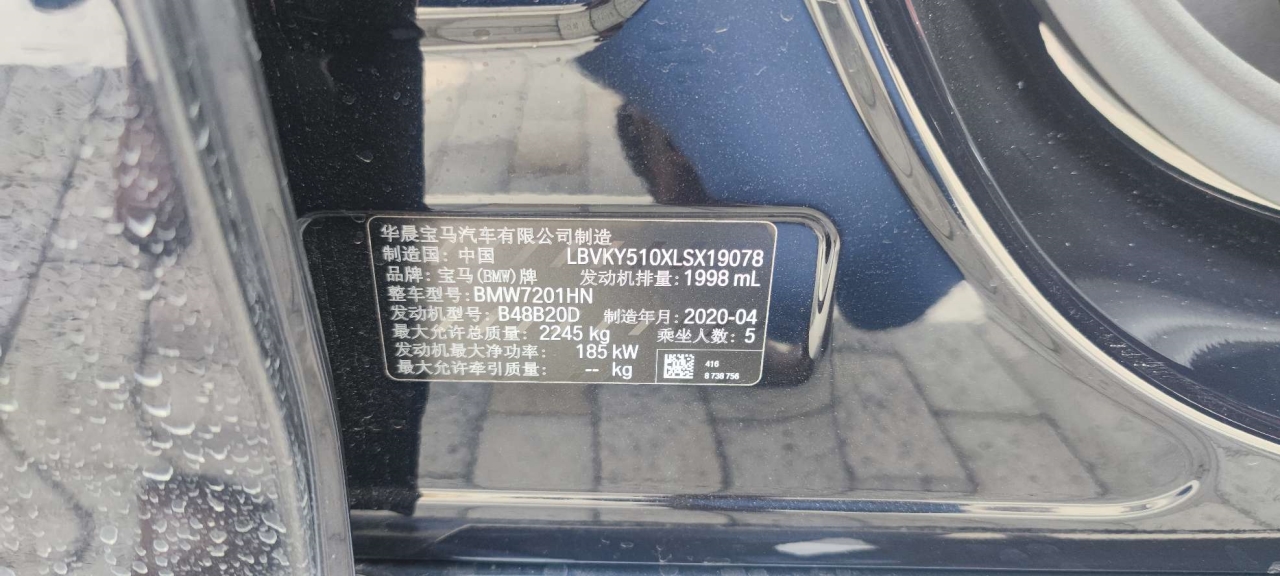 华晨宝马汽车有限公司制造
制造国：中国 LBVKY510XLSX19078
品牌：宝马(BMW)牌 发动机排量：1998 mL
整车型号：BMW7201HN
发动机型号：B48B20D 制造年月：2020-04
最大允许总质量：2245 kg 乘坐人数：5
发动机最大净功率：185 kW
最大允许牵引质量：-- kg
416
8 738 756